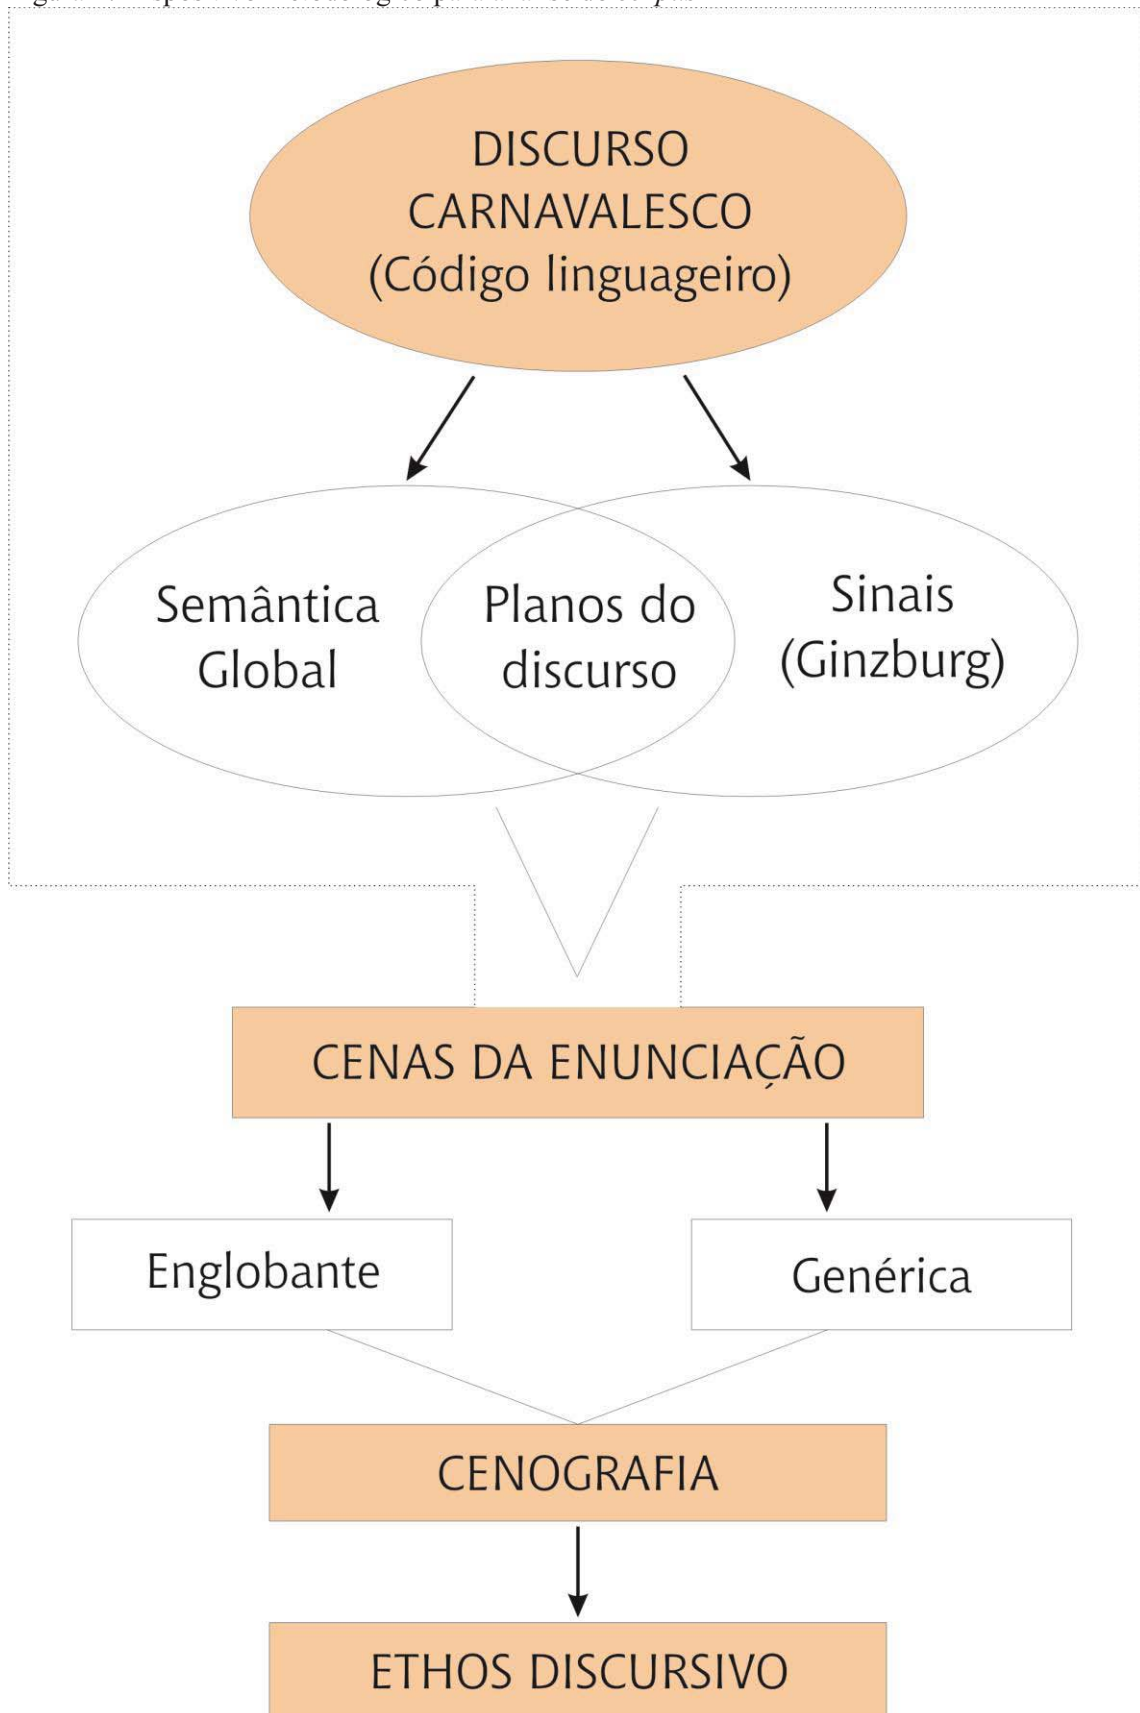 para
DISCURSO
CARNAVALESCO
(Código linguageiro)
Semântica
Global
Planos do
discurso
Sinais
(Ginzburg)
CENAS DA ENUNCIAÇÃO
Englobante
Genérica
CENOGRAFIA
ETHOS DISCURSIVO